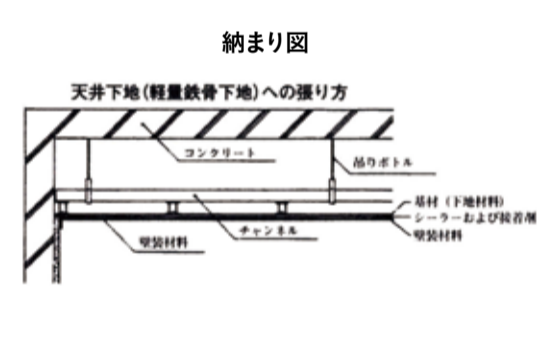 納まり図
天井下地(軽量鉄骨下地)への張り方
コンクリート
吊りボトル
基材(下地材料)
シーラーおよび接着剤
壁装材料
チャンネル
壁装材料